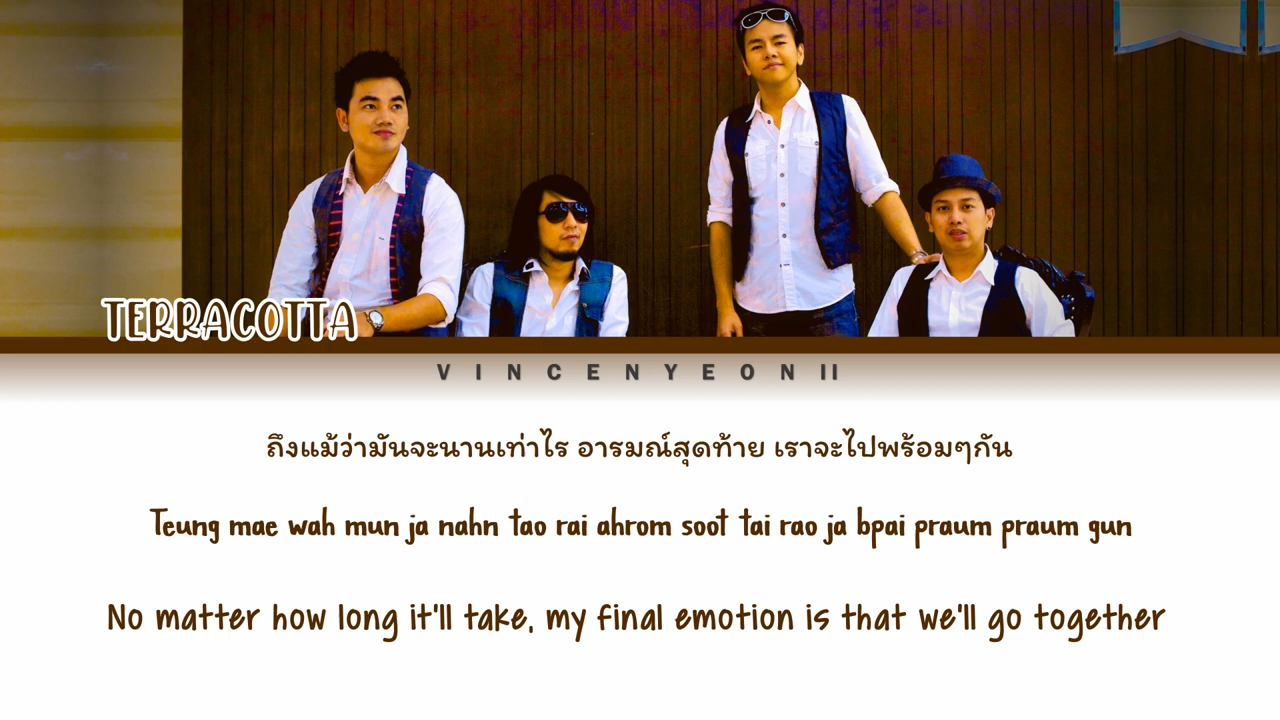 TERRACOTTA
VINCENYEON II
ถึงแม้ว่ามันจะนานเท่าไร อารมณ์สุดท้าย เราจะไปพร้อมๆกัน
Teung mae wah mun ja nahn tao rai ahrom soot tai rao ja bpai praum praum gun
No matter how long it'll take, my final emotion is that we'll go together